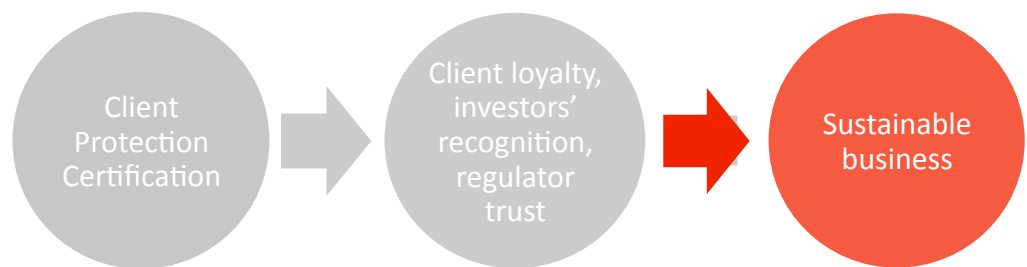 Client
Protection
Certification
Client loyalty,
investors’
recognition,
regulator
trust
Sustainable
business